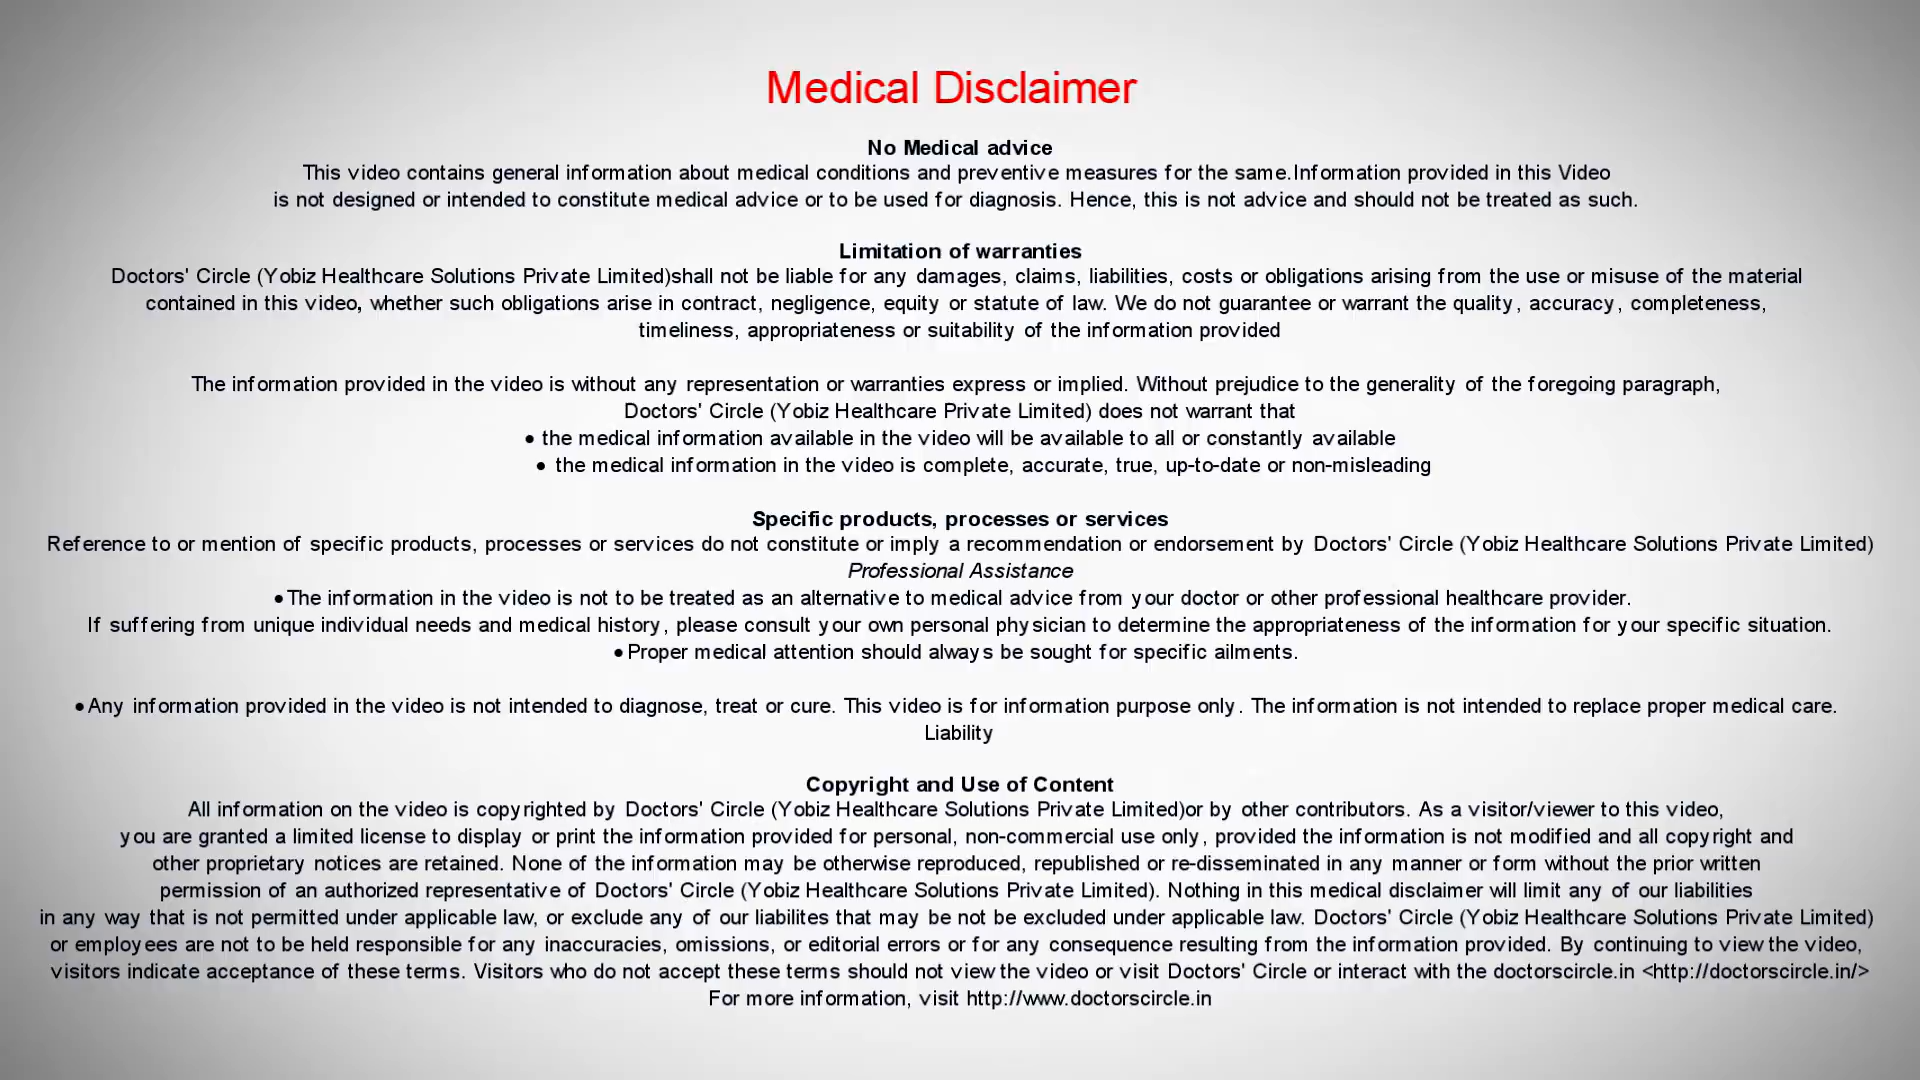 Medical Disclaimer
No Medical advice
This video contains general information about medical conditions and preventive measures for the same.Information provided in this Video
is not designed or intended to constitute medical advice or to be used for diagnosis. Hence, this is not advice and should not be treated as such.
Limitation of warranties
Doctors' Circle (Yobiz Healthcare Solutions Private Limited)shall not be liable for any damages, claims, liabilities, costs or obligations arising from the use or misuse of the material
contained in this video, whether such obligations arise in contract, negligence, equity or statute of law. We do not guarantee or warrant the quality, accuracy, completeness,
timeliness, appropriateness or suitability of the information provided
The information provided in the video is without any representation or warranties express or implied. Without prejudice to the generality of the foregoing paragraph,
Doctors' Circle (Yobiz Healthcare Private Limited) does not warrant that
• the medical information available in the video will be available to all or constantly available
• the medical information in the video is complete, accurate, true, up-to-date or non-misleading
Specific products, processes or services
Reference to or mention of specific products, processes or services do not constitute or imply a recommendation or endorsement by Doctors' Circle (Yobiz Healthcare Solutions Private Limited)
Professional Assistance
•The information in the video is not to be treated as an alternative to medical advice from your doctor or other professional healthcare provider.
If suffering from unique individual needs and medical history, please consult your own personal physician to determine the appropriateness of the information for your specific situation.
•Proper medical attention should always be sought for specific ailments.
•Any information provided in the video is not intended to diagnose, treat or cure. This video is for information purpose only. The information is not intended to replace proper medical care.
Liability
Copyright and Use of Content
All information on the video is copyrighted by Doctors' Circle (Yobiz Healthcare Solutions Private Limited)or by other contributors. As a visitor/viewer to this video,
you are granted a limited license to display or print the information provided for personal, non-commercial use only, provided the information is not modified and all copyright and
other proprietary notices are retained. None of the information may be otherwise reproduced, republished or re-disseminated in any manner or form without the prior written
permission of an authorized representative of Doctors' Circle (Yobiz Healthcare Solutions Private Limited). Nothing in this medical disclaimer will limit any of our liabilities
in any way that is not permitted under applicable law, or exclude any of our liabilites that may be not be excluded under applicable law. Doctors' Circle (Yobiz Healthcare Solutions Private Limited)
or employees are not to be held responsible for any inaccuracies, omissions, or editorial errors or for any consequence resulting from the information provided. By continuing to view the video,
visitors indicate acceptance of these terms. Visitors who do not accept these terms should not view the video or visit Doctors' Circle or interact with the doctorscircle.in <http://doctorscircle.in/>
For more information, visit http://www.doctorscircle.in